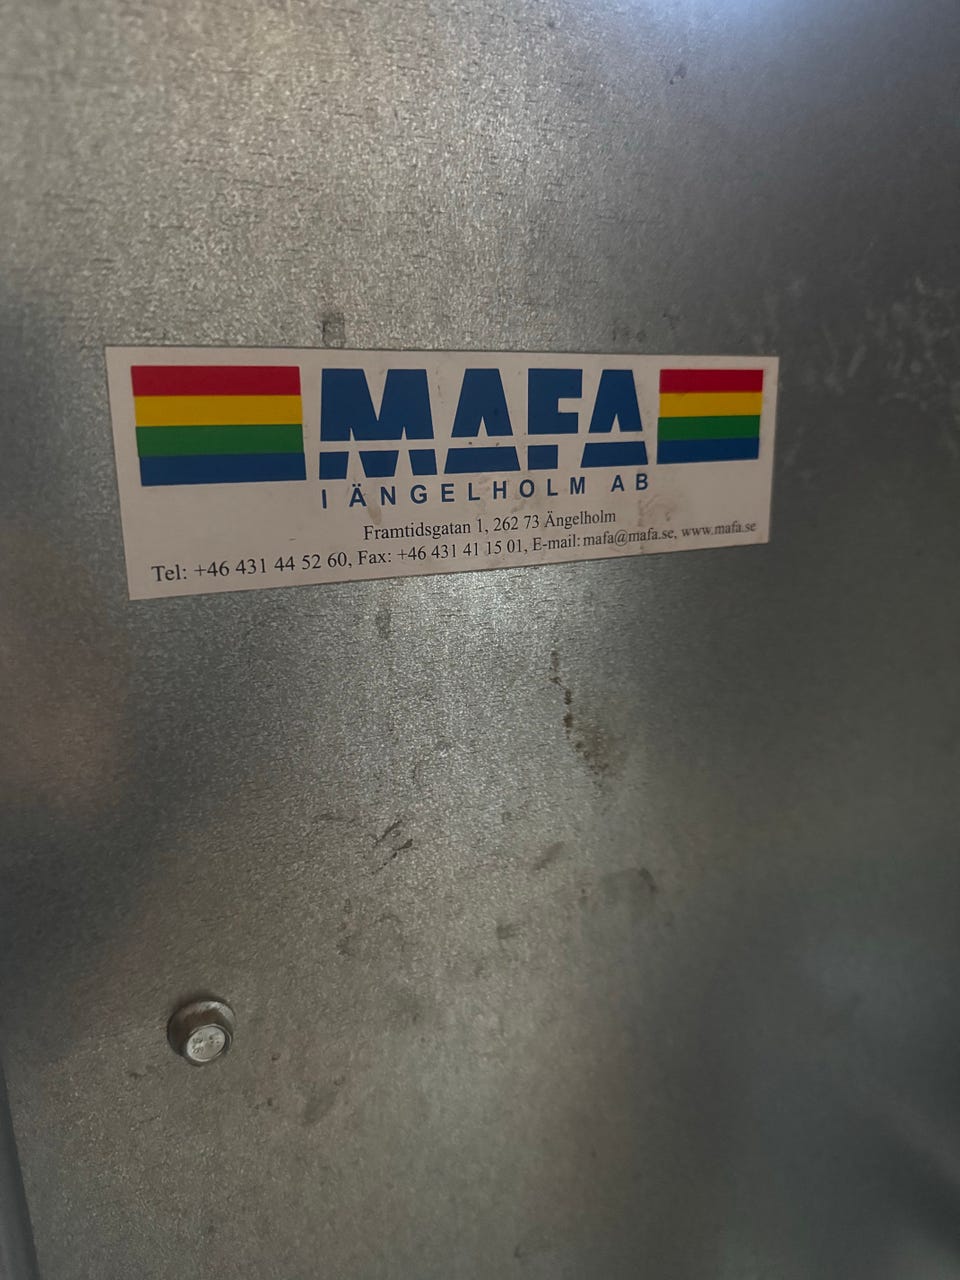 MAFA
I ÄNGELHOLM AB
Framtidsgatan 1, 262 73 Ängelholm
Tel: +46 431 44 52 60, Fax: +46 431 41 15 01, E-mail: mafa@mafa.se, www.mafa.se